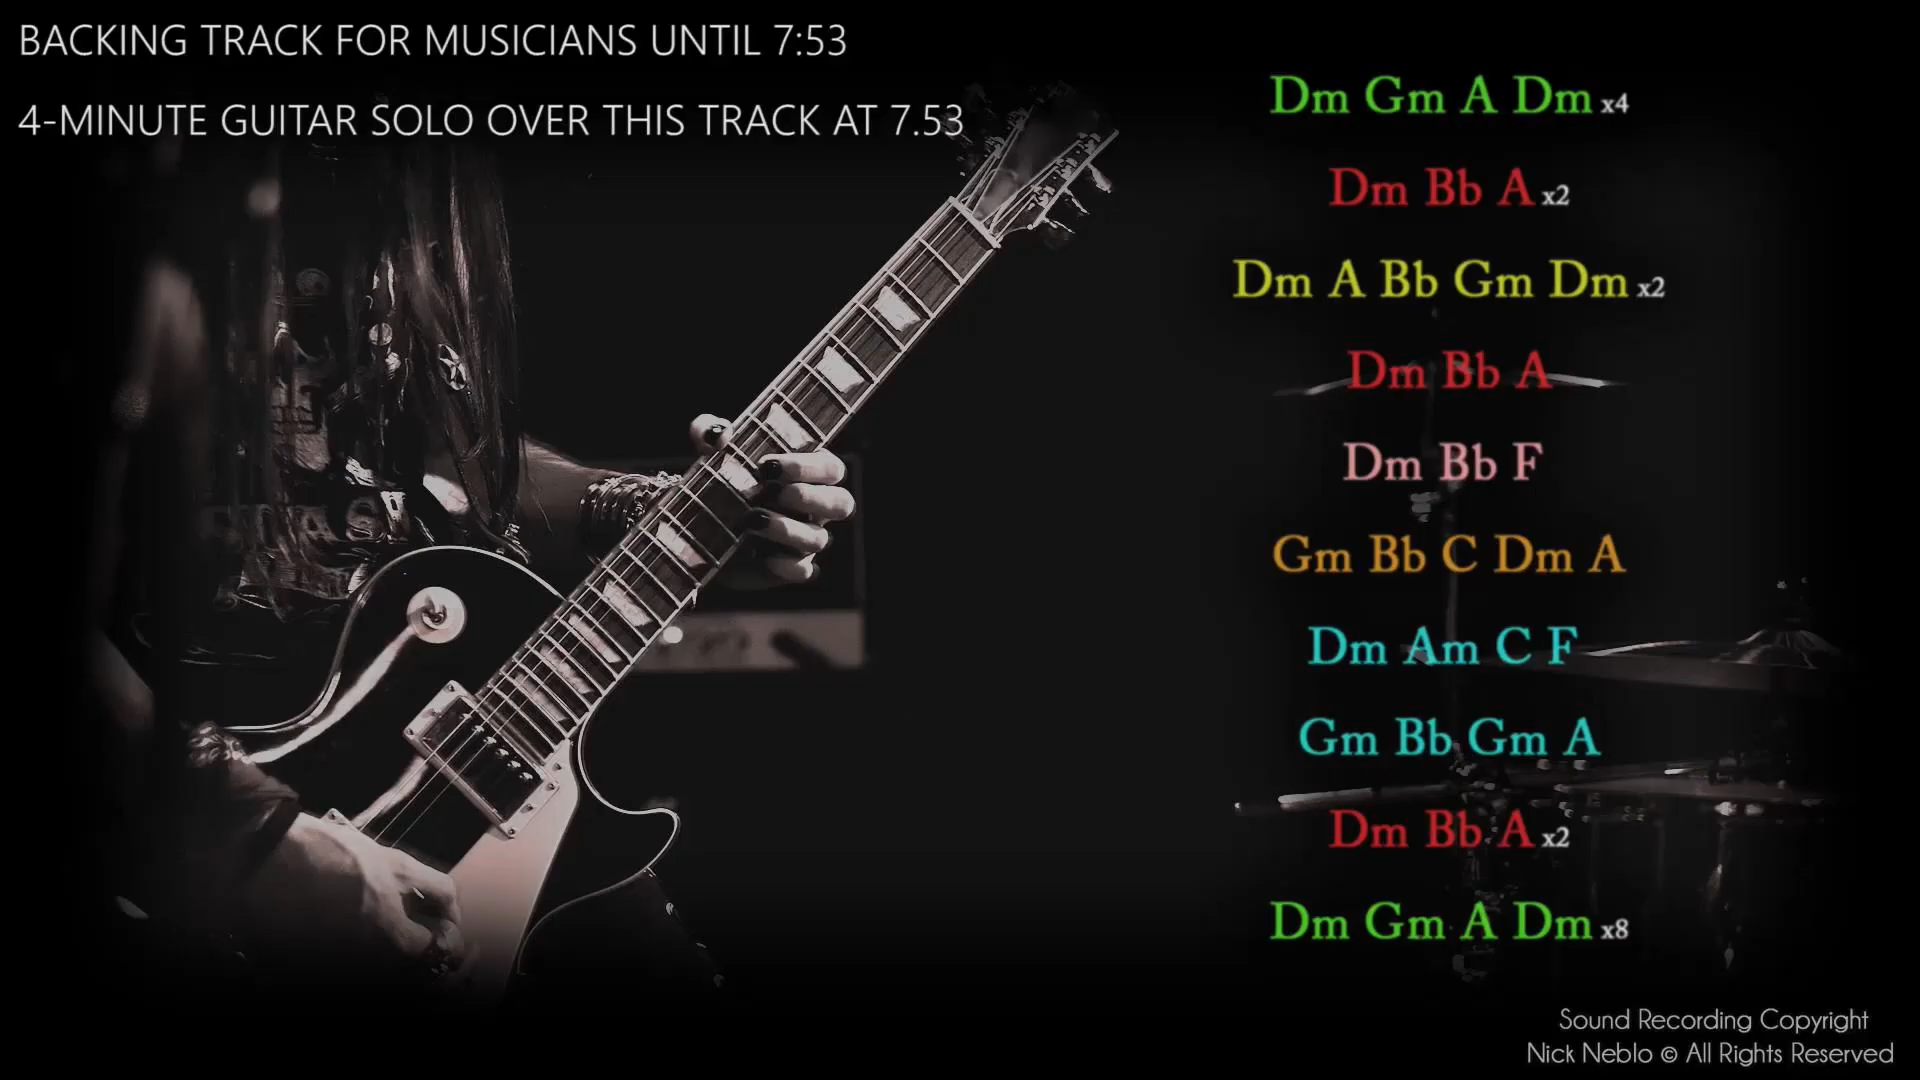 BACKING TRACK FOR MUSICIANS UNTIL 7:53
4-MINUTE GUITAR SOLO OVER THIS TRACK AT 7.53
Dm Gm A Dm x4
Dm Bb A x2
Dm A Bb Gm Dm x2
Dm Bb A
Dm Bb F
Gm Bb C Dm A
Dm Am C F
Gm Bb Gm A
Dm Bb A x2
Dm Gm A Dm x8
Sound Recording Copyright
Nick Neblo © All Rights Reserved